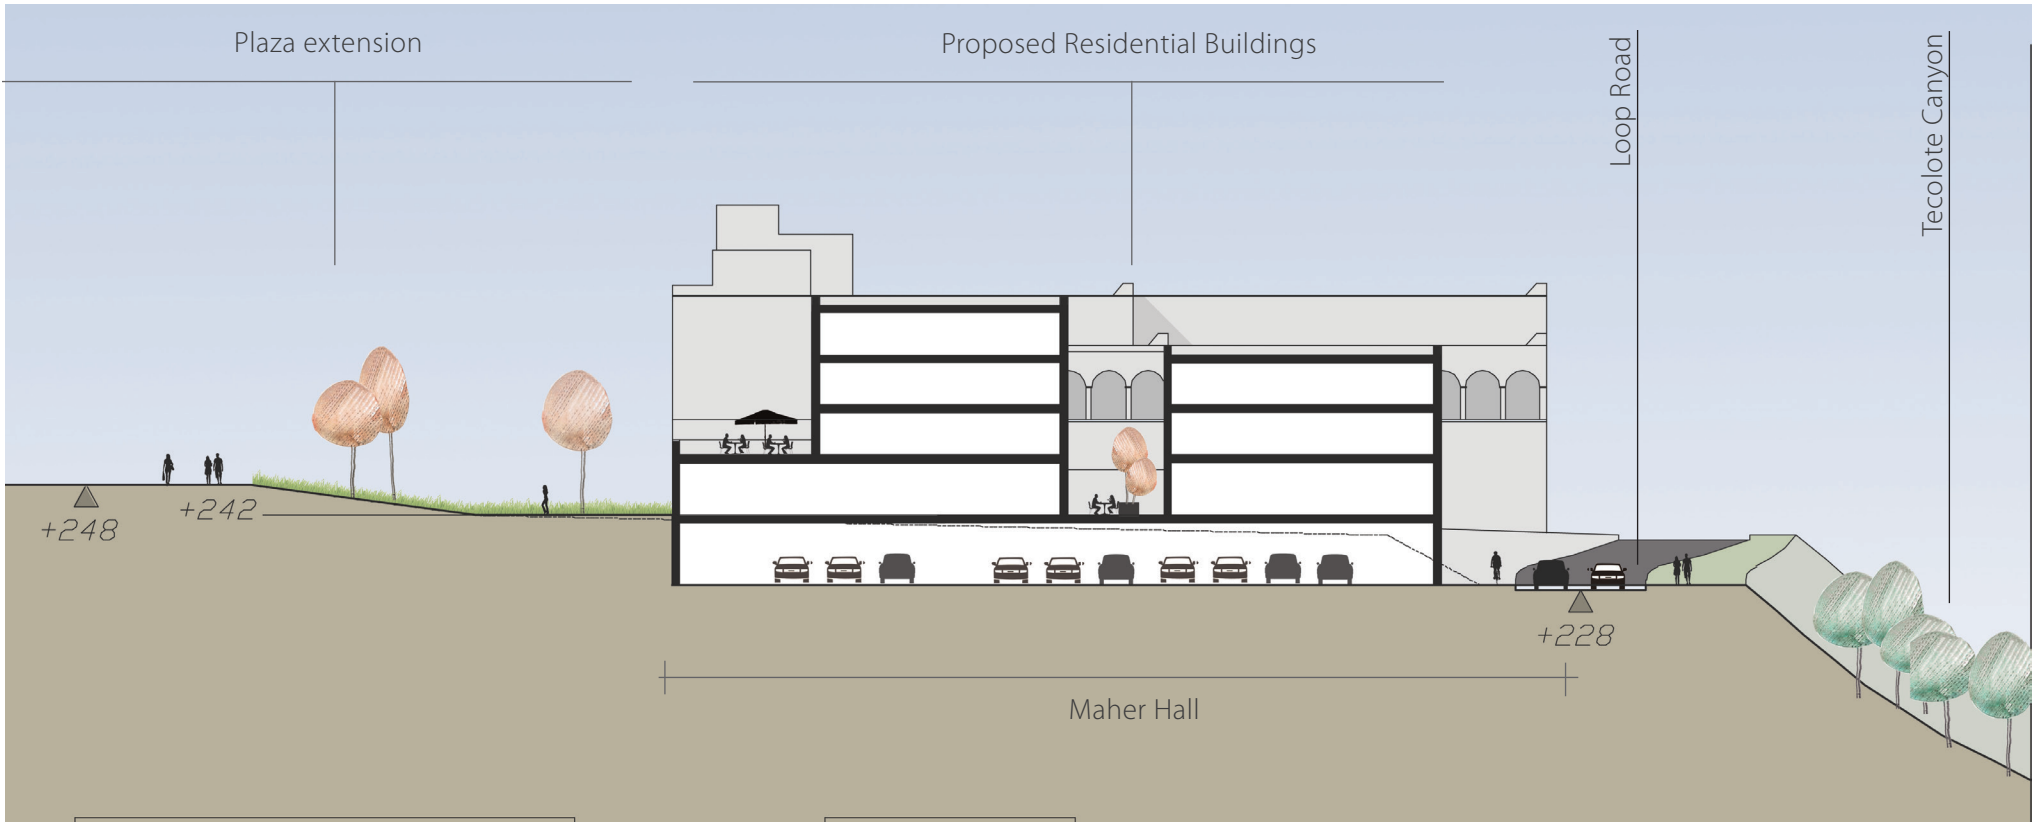 Plaza extension
Proposed Residential Buildings
Loop Road
Tecolote Canyon
+248
+242
+228
Maher Hall